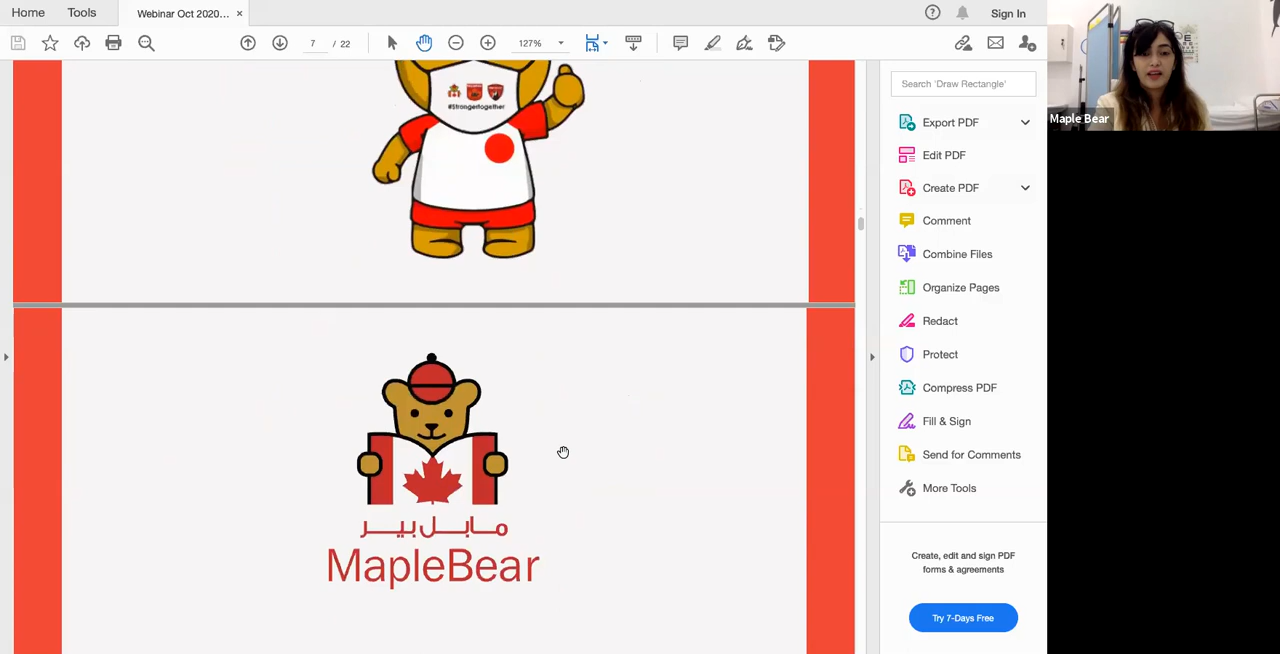 Home
Tools
Webinar Oct 2020...
Sign In
7 / 22
127%
#Strongertogether
مابل بير
MapleBear
Search 'Draw Rectangle'
Export PDF
Edit PDF
Create PDF
Comment
Combine Files
Organize Pages
Redact
Protect
Compress PDF
Fill & Sign
Send for Comments
More Tools
Create, edit and sign PDF
forms & agreements
Try 7-Days Free
Maple Bear